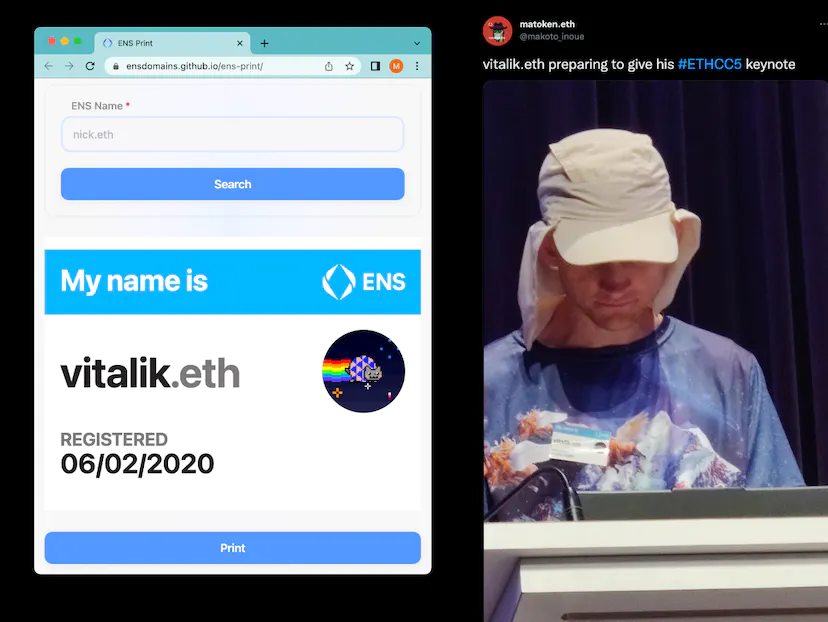 ENS Print
ensdomains.github.io/ens-print/
M
ENS Name *
nick.eth
Search
My name is
ENS
vitalik.eth
REGISTERED
06/02/2020
Print
matoken.eth
@makoto_inoue
vitalik.eth preparing to give his #ETHCC5 keynote